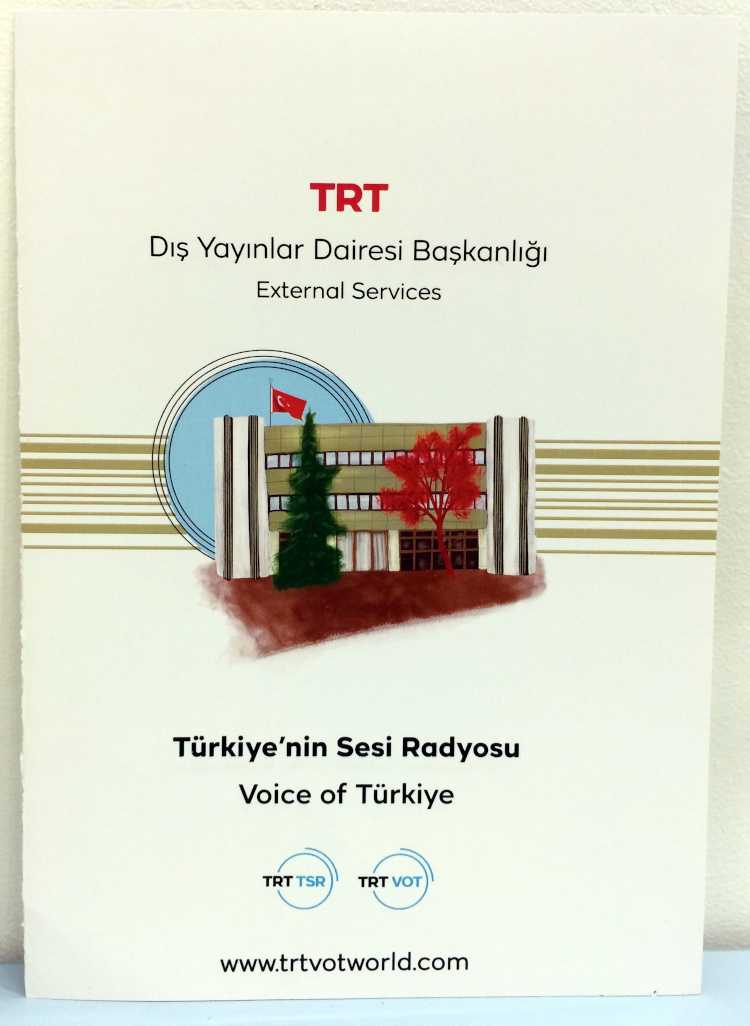 TRT
Dış Yayınlar Dairesi Başkanlığı
External Services
Türkiye'nin Sesi Radyosu
Voice of Türkiye
TRT TSR TRT VOT
www.trtvotworld.com